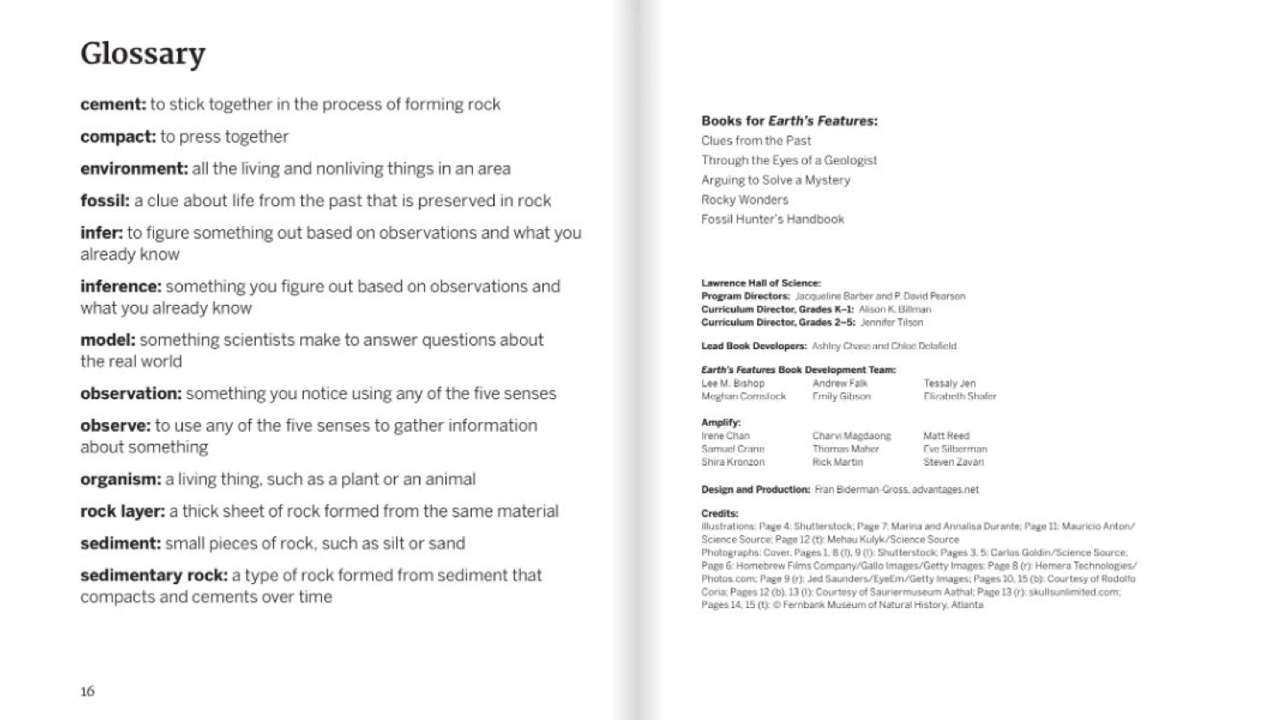 Glossary
cement: to stick together in the process of forming rock
compact: to press together
environment: all the living and nonliving things in an area
fossil: a clue about life from the past that is preserved in rock
infer: to figure something out based on observations and what you
already know
inference: something you figure out based on observations and
what you already know
model: something scientists make to answer questions about
the real world
observation: something you notice using any of the five senses
observe: to use any of the five senses to gather information
about something
organism: a living thing, such as a plant or an animal
rock layer: a thick sheet of rock formed from the same material
sediment: small pieces of rock, such as silt or sand
sedimentary rock: a type of rock formed from sediment that
compacts and cements over time
16
Books for Earth's Features:
Clues from the Past
Through the Eyes of a Geologist
Arguing to Solve a Mystery
Rocky Wonders
Fossil Hunter's Handbook
Lawrence Hall of Science:
Program Directors: Jacqueline Barber and P. David Pearson
Curriculum Director, Grades K–1: Alison K. Billman
Curriculum Director, Grades 2–5: Jennifer Tilson
Lead Book Developers: Ashley Chase and Chloe Delafield
Earth's Features Book Development Team:
Lee M. Bishop Andrew Falk Tessaly Jen
Meghan Comstock Emily Gibson Elizabeth Shafer
Amplify:
Irene Chan Charvi Magdaong Matt Reed
Samuel Crane Thomas Maher Eve Silberman
Shira Kronzon Rick Martin Steven Zavari
Design and Production: Fran Biderman-Gross, advantages.net
Credits:
Illustrations: Page 4: Shutterstock; Page 7: Marina and Annalisa Durante; Page 11: Mauricio Anton/
Science Source; Page 12 (t): Mehau Kulyk/Science Source
Photographs: Cover, Pages 1, 8 (l), 9 (l): Shutterstock; Pages 3, 5: Carlos Goldin/Science Source;
Page 6: Homebrew Films Company/Gallo Images/Getty Images; Page 8 (r): Hemera Technologies/
Photos.com; Page 9 (r): Jed Saunders/EyeEm/Getty Images; Pages 10, 15 (b): Courtesy of Rodolfo
Coria; Pages 12 (b), 13 (l): Courtesy of Sauriermuseum Aathal; Page 13 (r): skullsunlimited.com;
Pages 14, 15 (t): © Fernbank Museum of Natural History, Atlanta